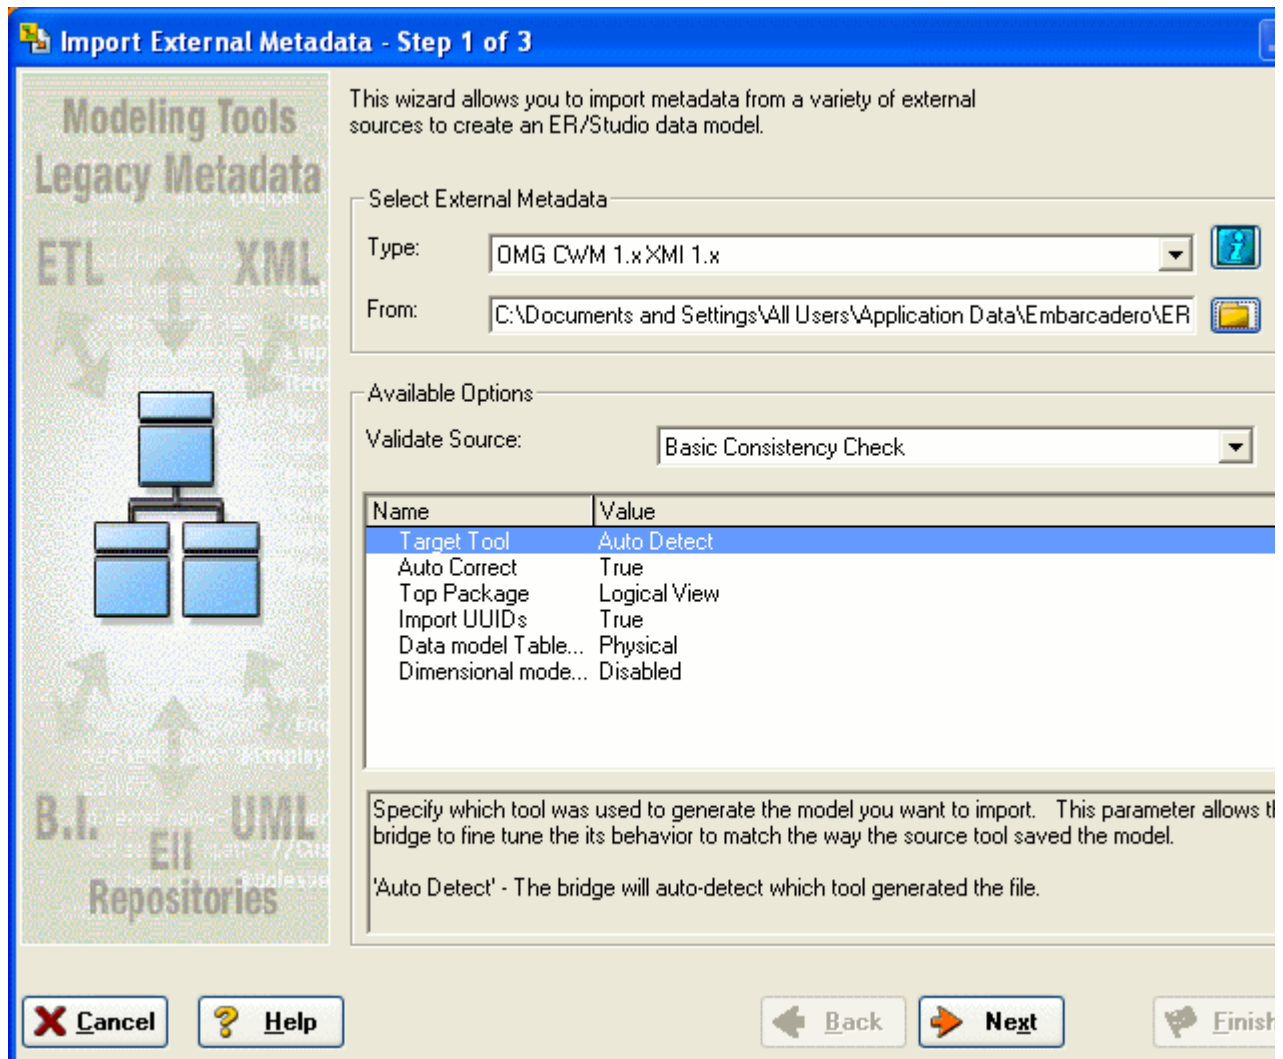 Import External Metadata - Step 1 of 3
Modeling Tools
Legacy Metadata
ETL
XML
B.I.
UML
EII
Repositories
This wizard allows you to import metadata from a variety of external
sources to create an ER/Studio data model.
Select External Metadata
Type:
OMG CWM 1.x XMI 1.x
From:
C:\Documents and Settings\All Users\Application Data\Embarcadero\ER
Available Options
Validate Source:
Basic Consistency Check
Name Value
Target Tool Auto Detect
Auto Correct True
Top Package Logical View
Import UUIDs True
Data model Table... Physical
Dimensional mode... Disabled
Specify which tool was used to generate the model you want to import. This parameter allows
bridge to fine tune the its behavior to match the way the source tool saved the model.
'Auto Detect' - The bridge will auto-detect which tool generated the file.
Cancel
Help
Back
Next
Finish